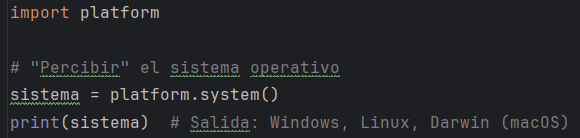 import platform
# "Percibir" el sistema operativo
sistema = platform.system()
print(sistema)  # Salida: Windows, Linux, Darwin (macOS)